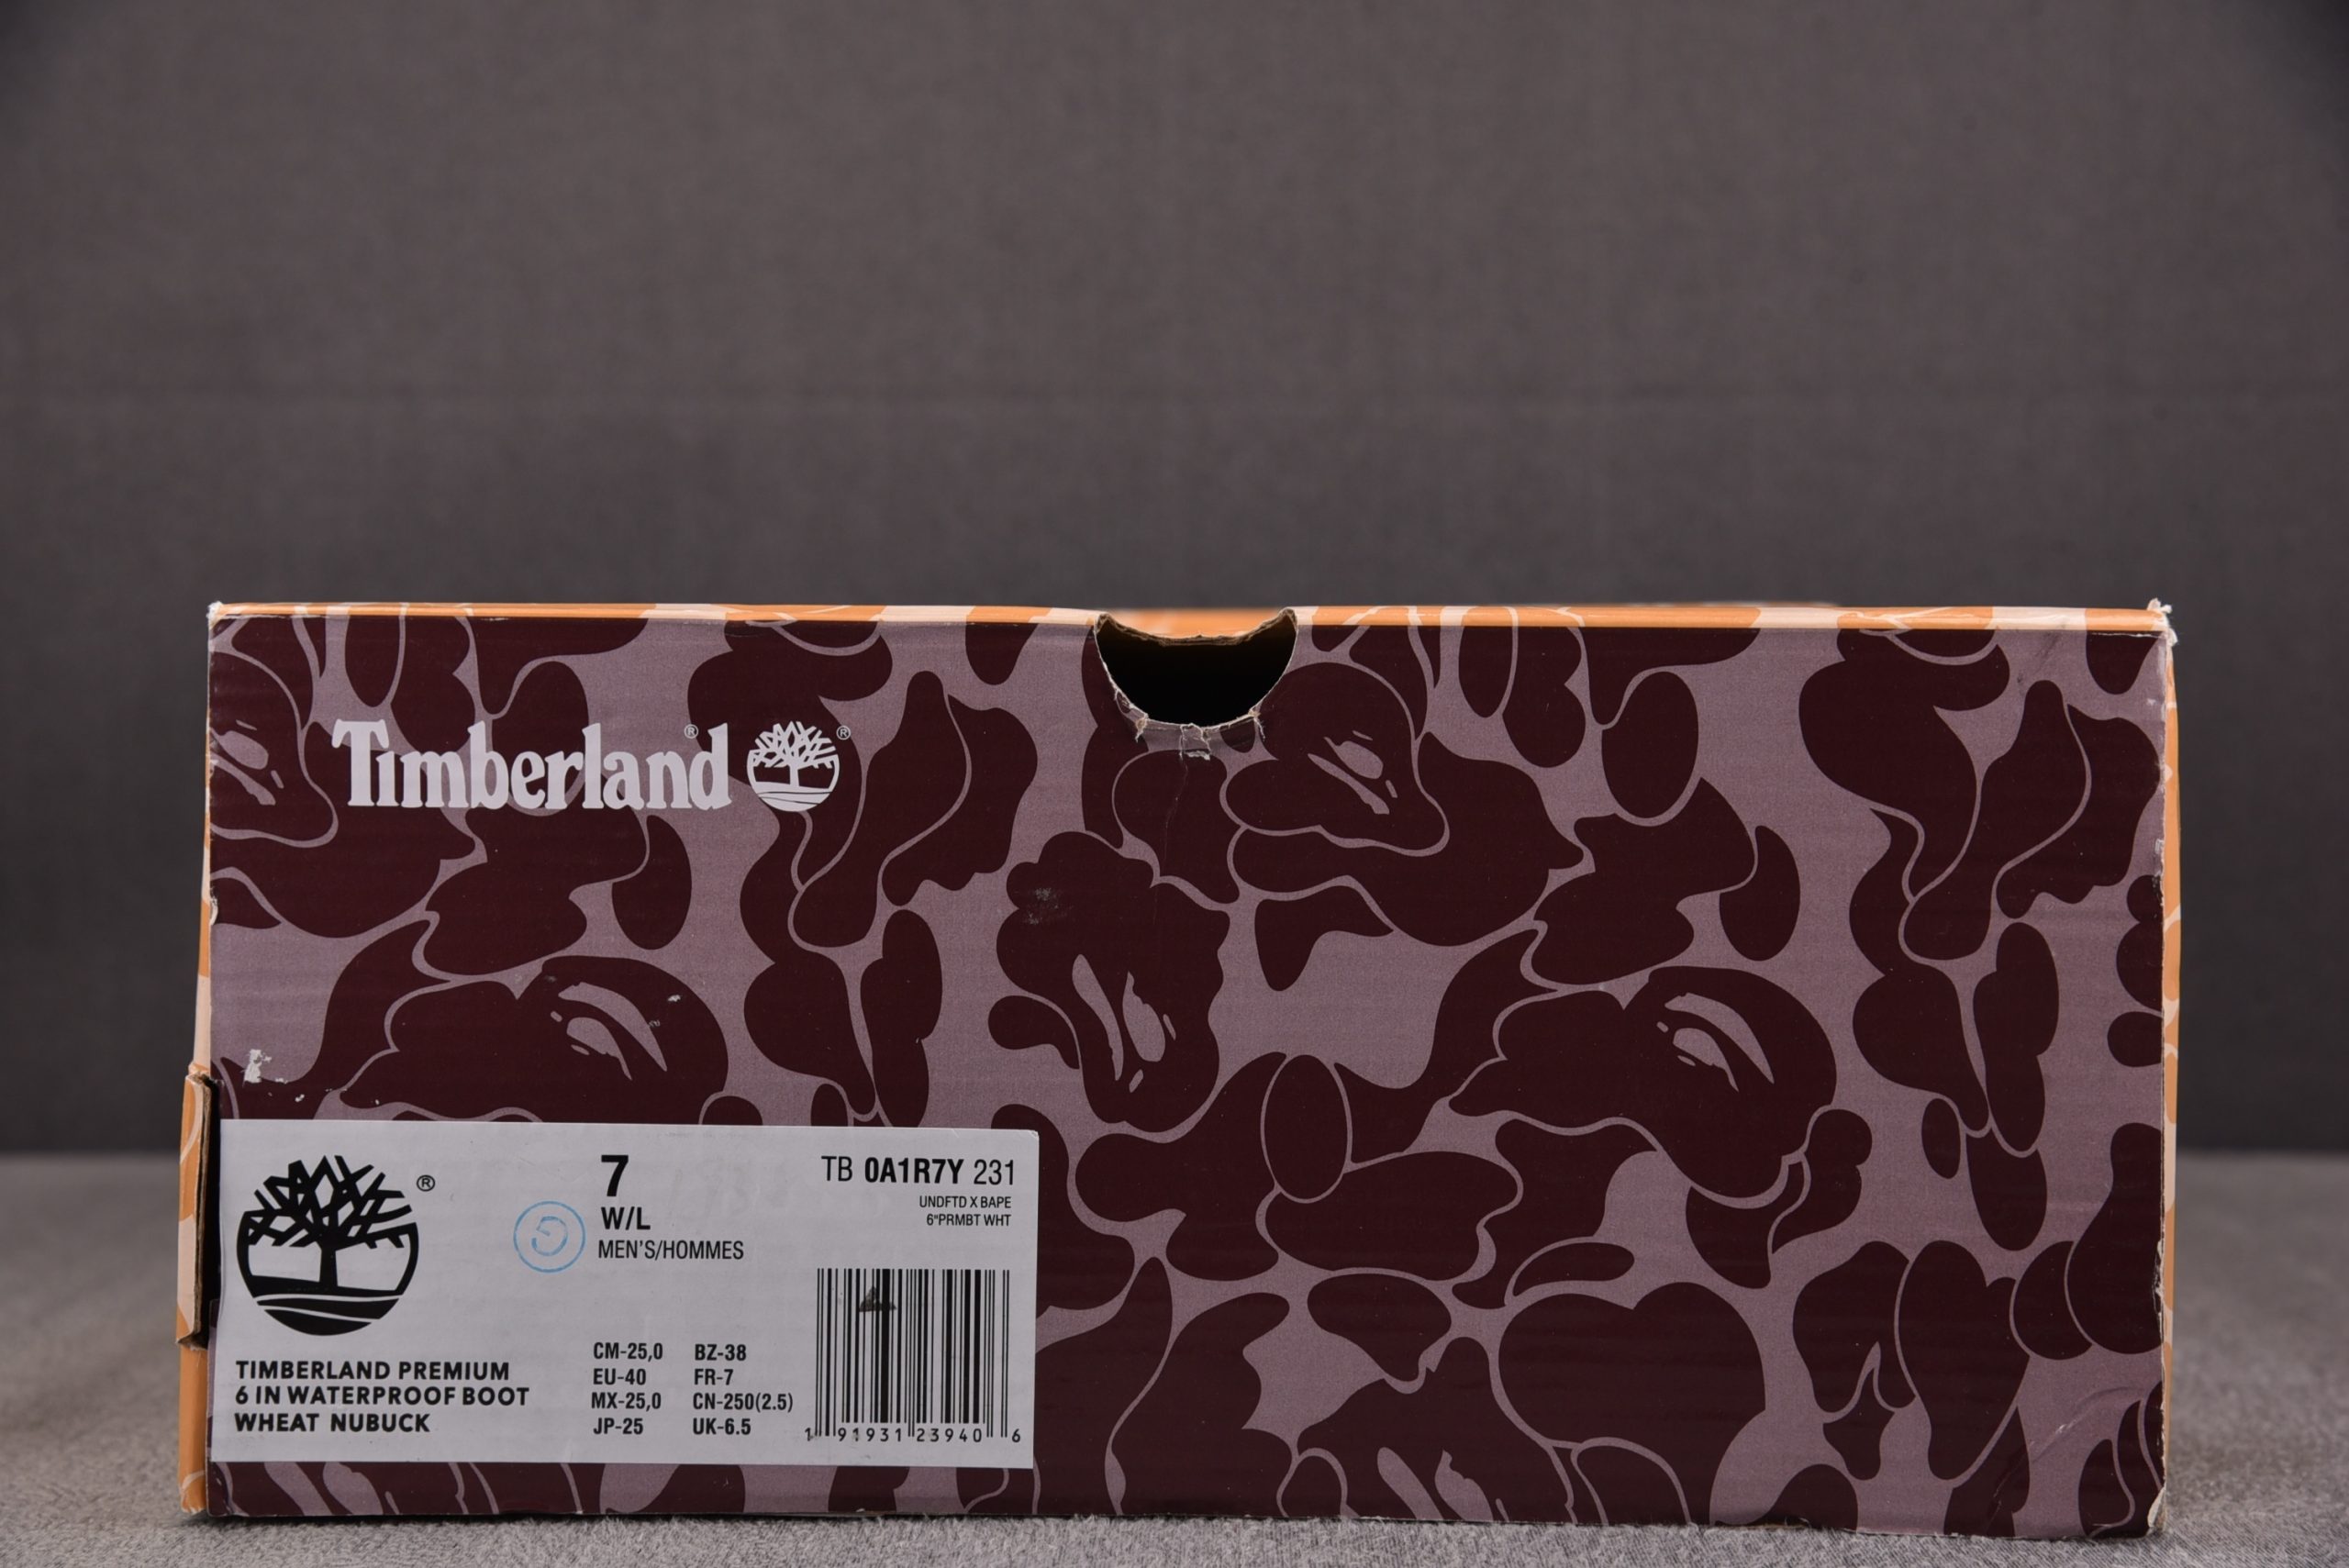 Timberland® ®
®
7
W/L
MEN'S/HOMMES
5
TB 0A1R7Y 231
UNDFTD X BAPE
6"PRMBT WHT
TIMBERLAND PREMIUM
6 IN WATERPROOF BOOT
WHEAT NUBUCK
CM-25,0 BZ-38
EU-40 FR-7
MX-25,0 CN-250(2.5)
JP-25 UK-6.5
1 91931 23940 6